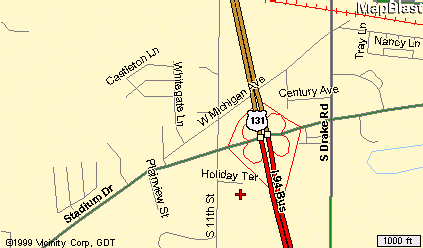 MapBlast
Tray Ln
Nancy Ln
Castleton Ln
Whitegate Ln
W Michigan Ave
Century Ave
131
S Drake Rd
Holiday Ter
I-94-Bus
Stadium Dr
Plainview St
S 11th St
©1999 Vicinity Corp, GDT
1000 ft